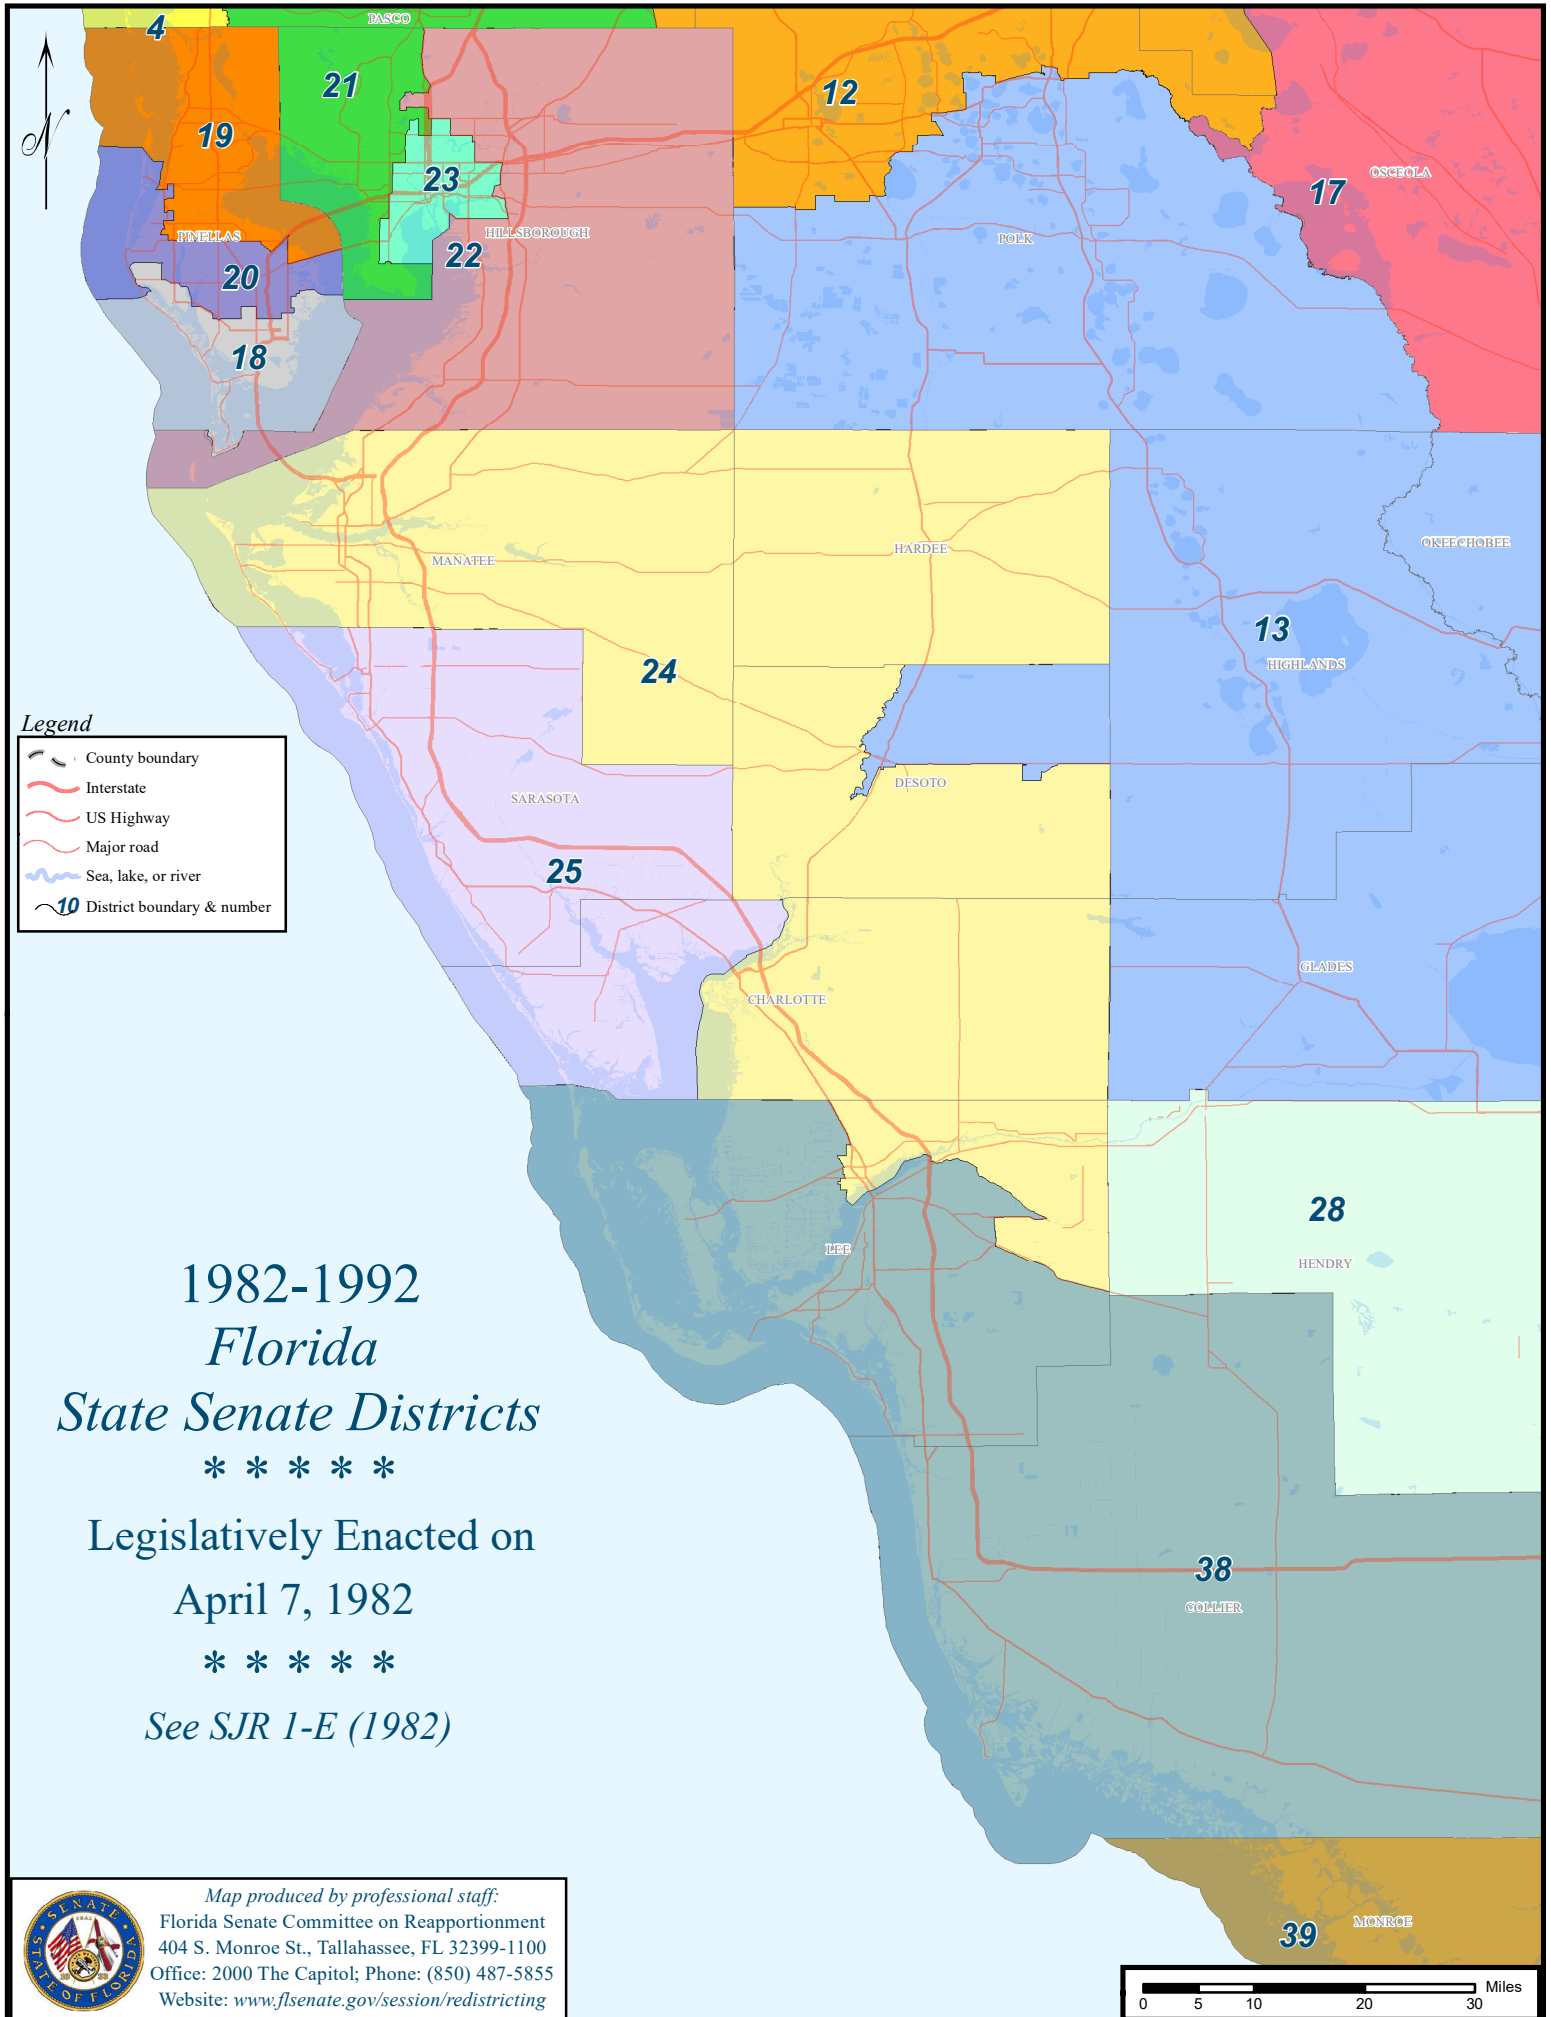 PASCO
4
21
12
19
OSCEOLA
23
17
PINELLAS
HILLSBOROUGH
POLK
22
20
18
N
OKEECHOBEE
HARDEE
MANATEE
13
HIGHLANDS
24
DESOTO
SARASOTA
25
GLADES
CHARLOTTE
28
LEE
HENDRY
38
COLLIER
MONROE
39
Legend
County boundary
Interstate
US Highway
Major road
Sea, lake, or river
10 District boundary & number
1982-1992
Florida
State Senate Districts
* * * * *
Legislatively Enacted on
April 7, 1982
* * * * *
See SJR 1-E (1982)
SENATE
STATE OF FLORIDA
Map produced by professional staff:
Florida Senate Committee on Reapportionment
404 S. Monroe St., Tallahassee, FL 32399-1100
Office: 2000 The Capitol; Phone: (850) 487-5855
Website: www.flsenate.gov/session/redistricting
Miles
0 5 10 20 30